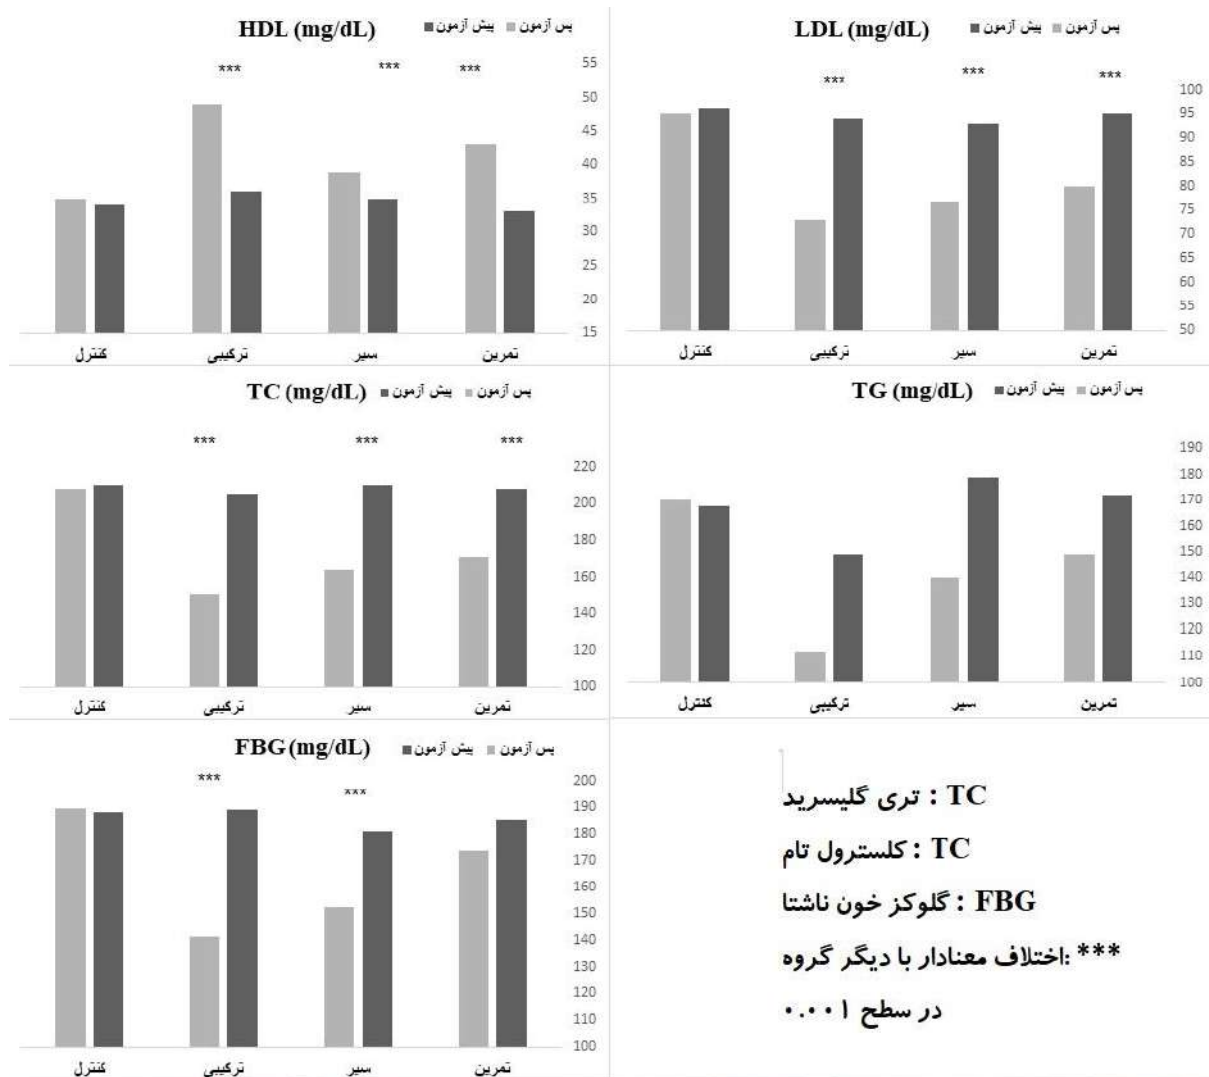 HDL (mg/dL) ■ پیش آزمون ■ پس آزمون
*** *** ***
55
50
45
40
35
30
25
20
15
کنترل ترکیبی سیر تمرین
LDL (mg/dL) ■ پیش آزمون ■ پس آزمون
*** *** ***
100
95
90
85
80
75
70
65
60
55
50
کنترل ترکیبی سیر تمرین
TC (mg/dL) ■ پیش آزمون ■ پس آزمون
*** *** ***
220
200
180
160
140
120
100
کنترل ترکیبی سیر تمرین
TG (mg/dL) ■ پیش آزمون ■ پس آزمون
190
180
170
160
150
140
130
120
110
100
کنترل ترکیبی سیر تمرین
FBG (mg/dL) ■ پیش آزمون ■ پس آزمون
*** ***
200
190
180
170
160
150
140
130
120
110
100
کنترل ترکیبی سیر تمرین
TC : تری گلیسرید
TC : کلسترول تام
FBG : گلوکز خون ناشتا
*** :اختلاف معنادار با دیگر گروه
در سطح ۰.۰۰۱